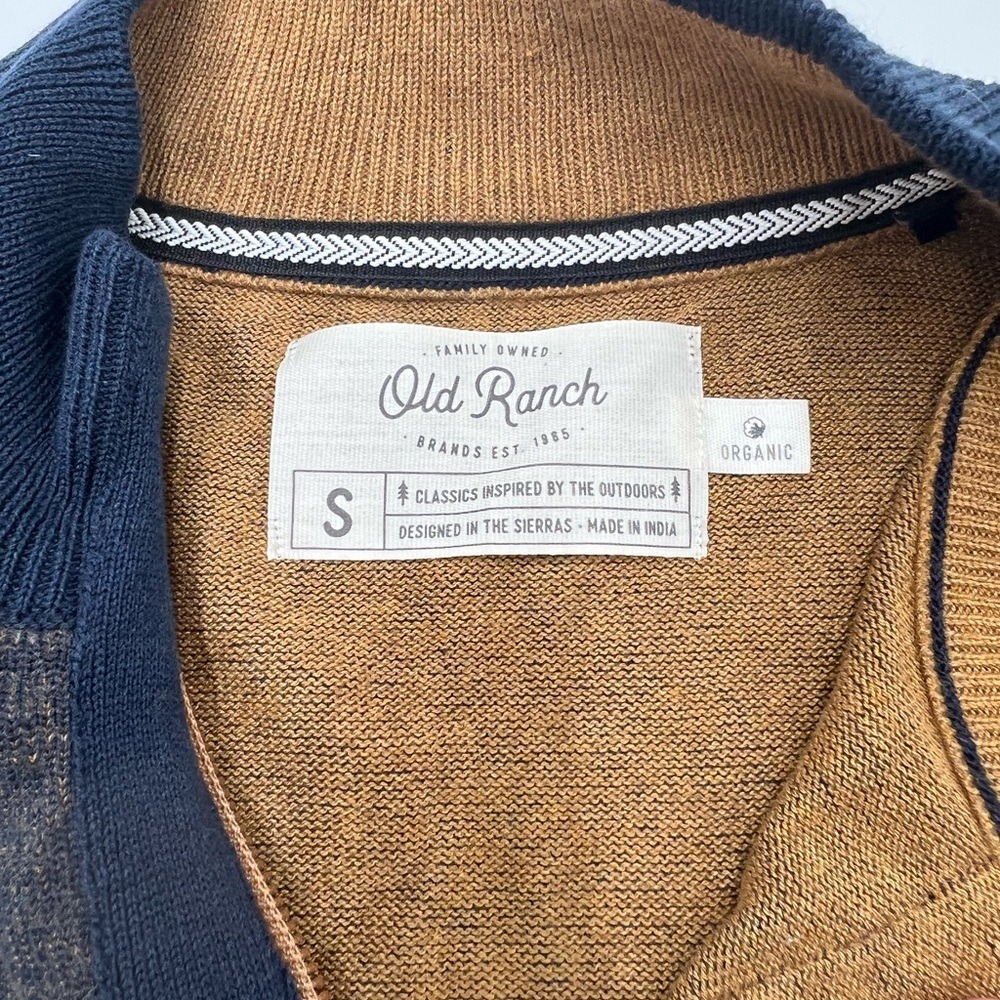 · FAMILY OWNED ·
Old Ranch
· BRANDS EST. 1965 ·
S
CLASSICS INSPIRED BY THE OUTDOORS
DESIGNED IN THE SIERRAS - MADE IN INDIA
ORGANIC